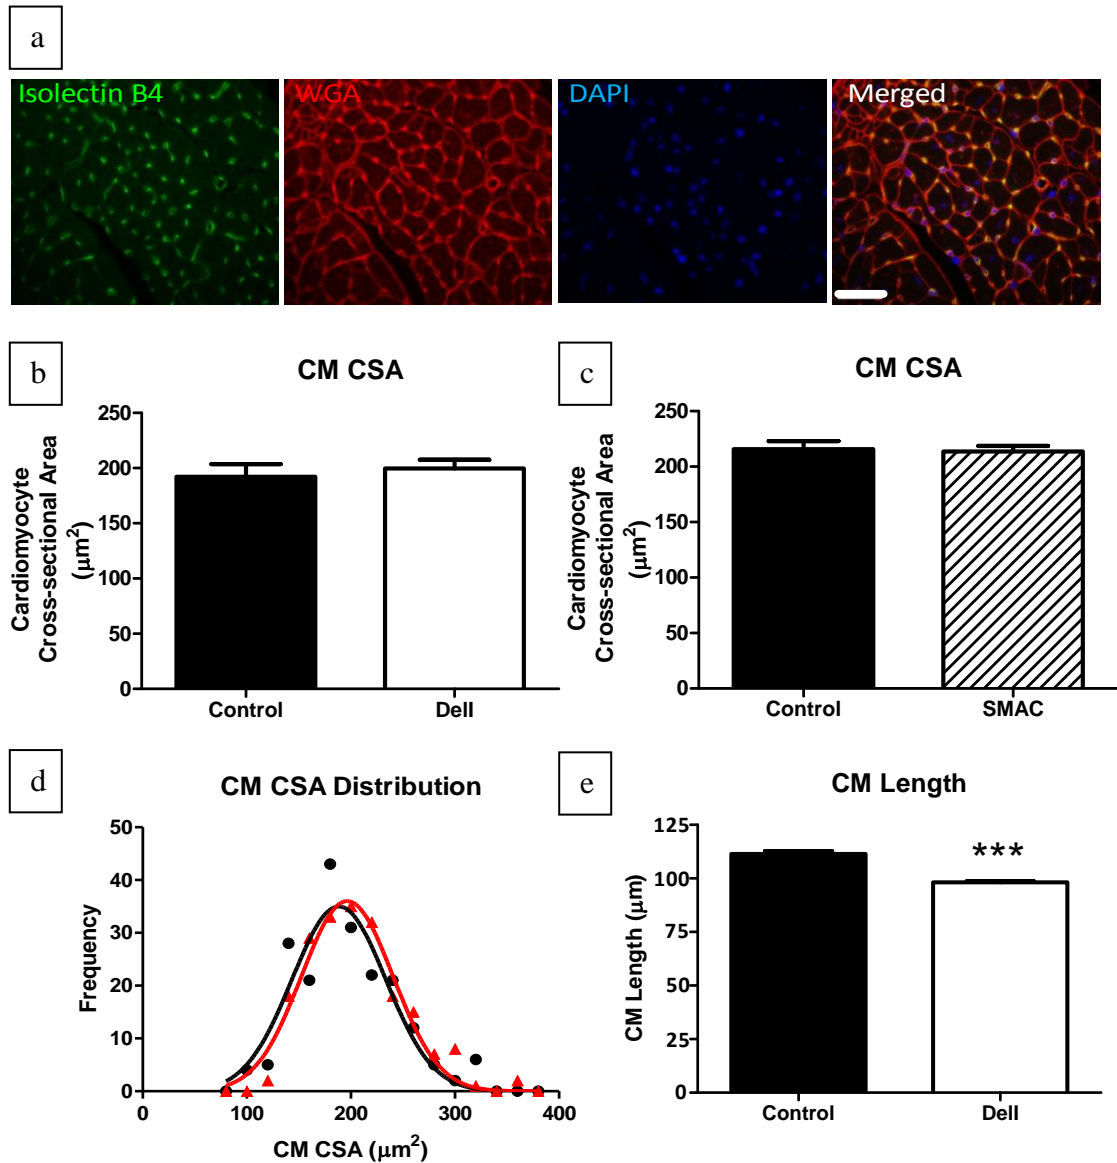 a
Isolectin B4
WGA
DAPI
Merged
b
CM CSA
Cardiomyocyte
Cross-sectional Area
(μm²)
250
200
150
100
50
0
Control
Dell
c
CM CSA
Cardiomyocyte
Cross-sectional Area
(μm²)
250
200
150
100
50
0
Control
SMAC
d
CM CSA Distribution
Frequency
50
40
30
20
10
0
0
100
200
300
400
CM CSA (μm²)
e
CM Length
CM Length (μm)
125
100
75
50
25
0
***
Control
Dell